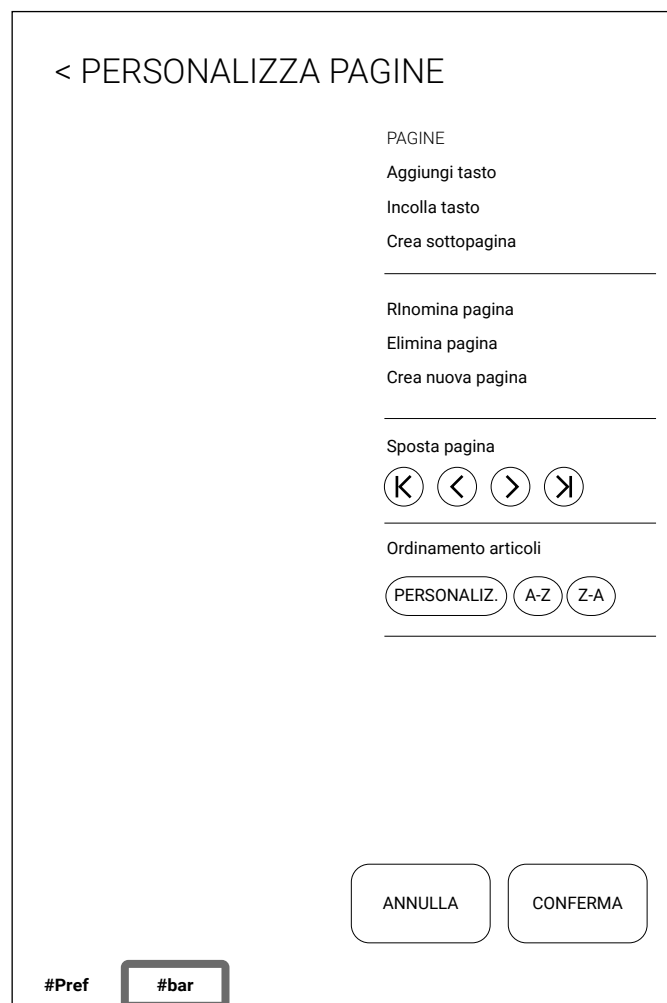 < PERSONALIZZA PAGINE
PAGINE
Aggiungi tasto
Incolla tasto
Crea sottopagina
RInomina pagina
Elimina pagina
Crea nuova pagina
Sposta pagina
Ordinamento articoli
PERSONALIZ. A-Z Z-A
ANNULLA CONFERMA
#Pref #bar